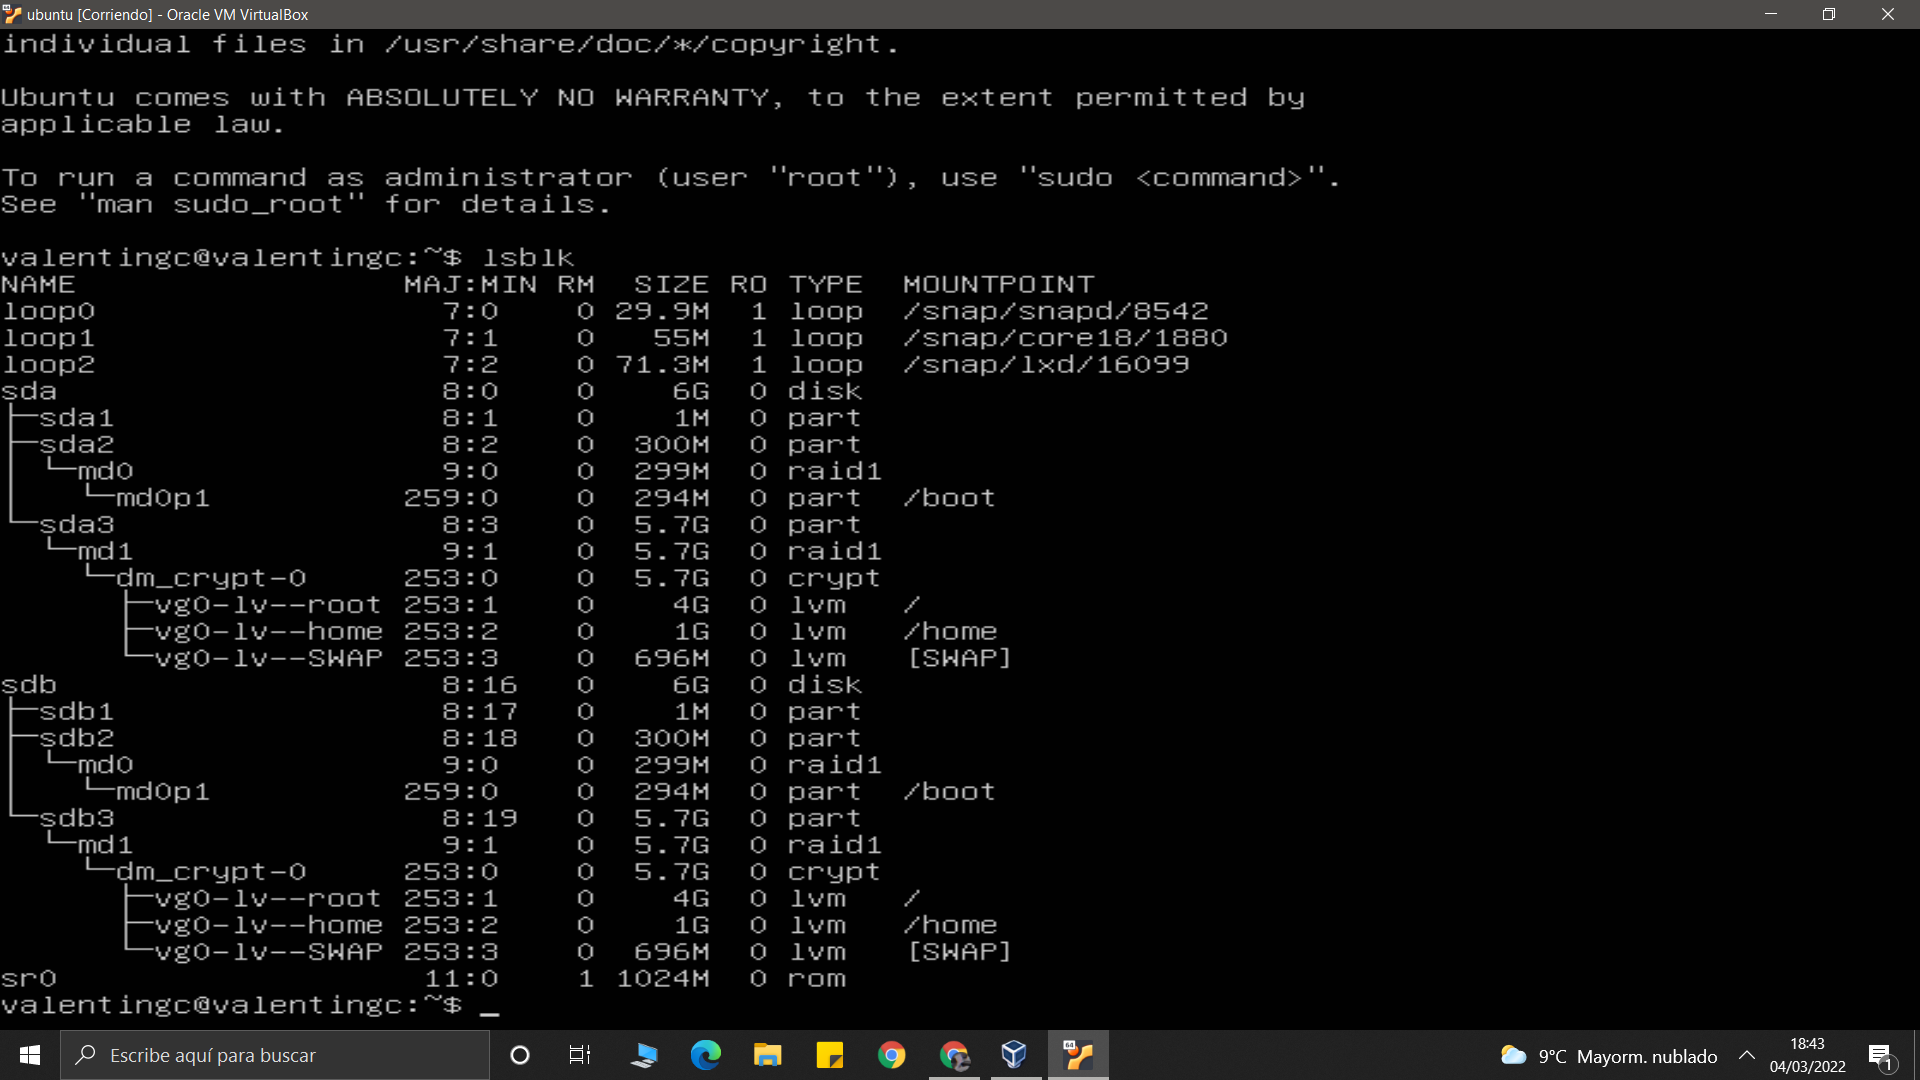 ubuntu [Corriendo] - Oracle VM VirtualBox
individual files in /usr/share/doc/*/copyright.
Ubuntu comes with ABSOLUTELY NO WARRANTY, to the extent permitted by
applicable law.
To run a command as administrator (user "root"), use "sudo <command>".
See "man sudo_root" for details.
valentingc@valentingc:~$ lsblk
NAME                 MAJ:MIN RM   SIZE RO TYPE  MOUNTPOINT
loop0                  7:0    0 29.9M  1 loop  /snap/snapd/8542
loop1                  7:1    0   55M  1 loop  /snap/core18/1880
loop2                  7:2    0 71.3M  1 loop  /snap/lxd/16099
sda                    8:0    0    6G  0 disk
├─sda1                 8:1    0    1M  0 part
├─sda2                 8:2    0  300M  0 part
│ └─md0                9:0    0  299M  0 raid1
│   └─md0p1          259:0    0  294M  0 part  /boot
└─sda3                 8:3    0  5.7G  0 part
  └─md1                9:1    0  5.7G  0 raid1
    └─dm_crypt-0     253:0    0  5.7G  0 crypt
      ├─vg0-lv--root 253:1    0    4G  0 lvm   /
      ├─vg0-lv--home 253:2    0    1G  0 lvm   /home
      └─vg0-lv--SWAP 253:3    0  696M  0 lvm   [SWAP]
sdb                    8:16   0    6G  0 disk
├─sdb1                 8:17   0    1M  0 part
├─sdb2                 8:18   0  300M  0 part
│ └─md0                9:0    0  299M  0 raid1
│   └─md0p1          259:0    0  294M  0 part  /boot
└─sdb3                 8:19   0  5.7G  0 part
  └─md1                9:1    0  5.7G  0 raid1
    └─dm_crypt-0     253:0    0  5.7G  0 crypt
      ├─vg0-lv--root 253:1    0    4G  0 lvm   /
      ├─vg0-lv--home 253:2    0    1G  0 lvm   /home
      └─vg0-lv--SWAP 253:3    0  696M  0 lvm   [SWAP]
sr0                   11:0    1 1024M  0 rom
valentingc@valentingc:~$ _
Escribe aquí para buscar
64
9°C Mayorm. nublado
18:43
04/03/2022
1